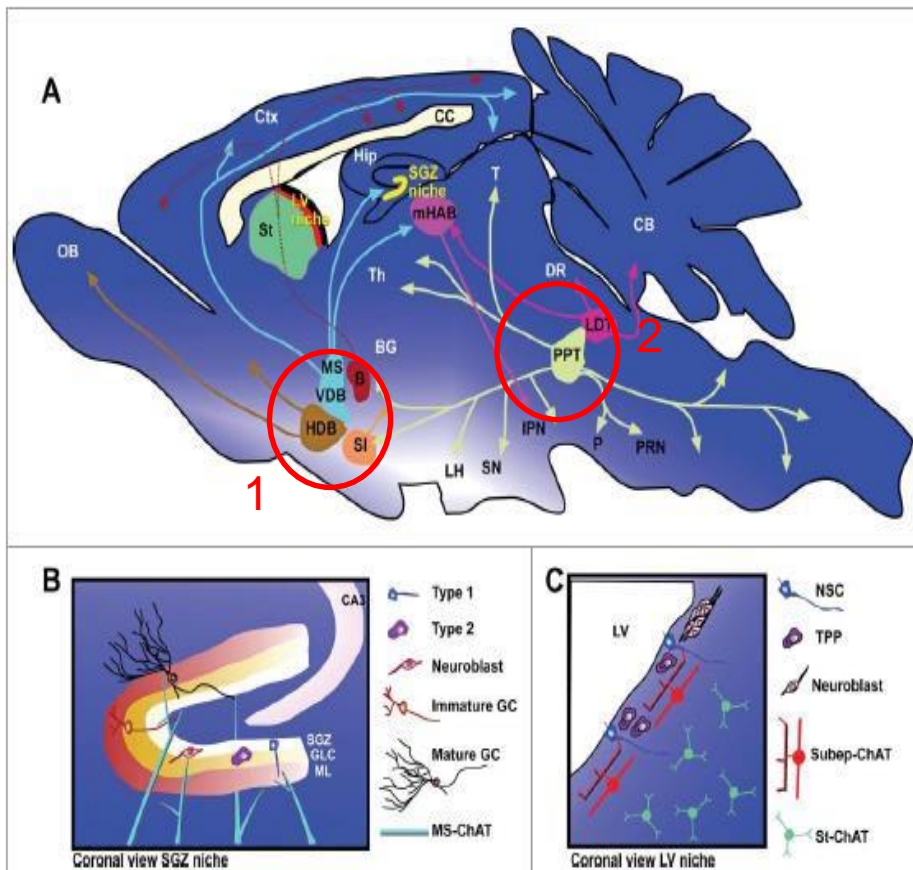 A
Ctx
CC
Hip
SGZ
niche
mHAB
T
LV
niche
St
CB
OB
Th
DR
LDT
2
PPT
BG
MS
B
VDB
HDB
SI
IPN
P
PRN
LH
SN
1
B
CA3
SGZ
GLC
ML
Type 1
Type 2
Neuroblast
Immature GC
Mature GC
MS-ChAT
Coronal view SGZ niche
C
LV
NSC
TPP
Neuroblast
Subep-ChAT
St-ChAT
Coronal view LV niche